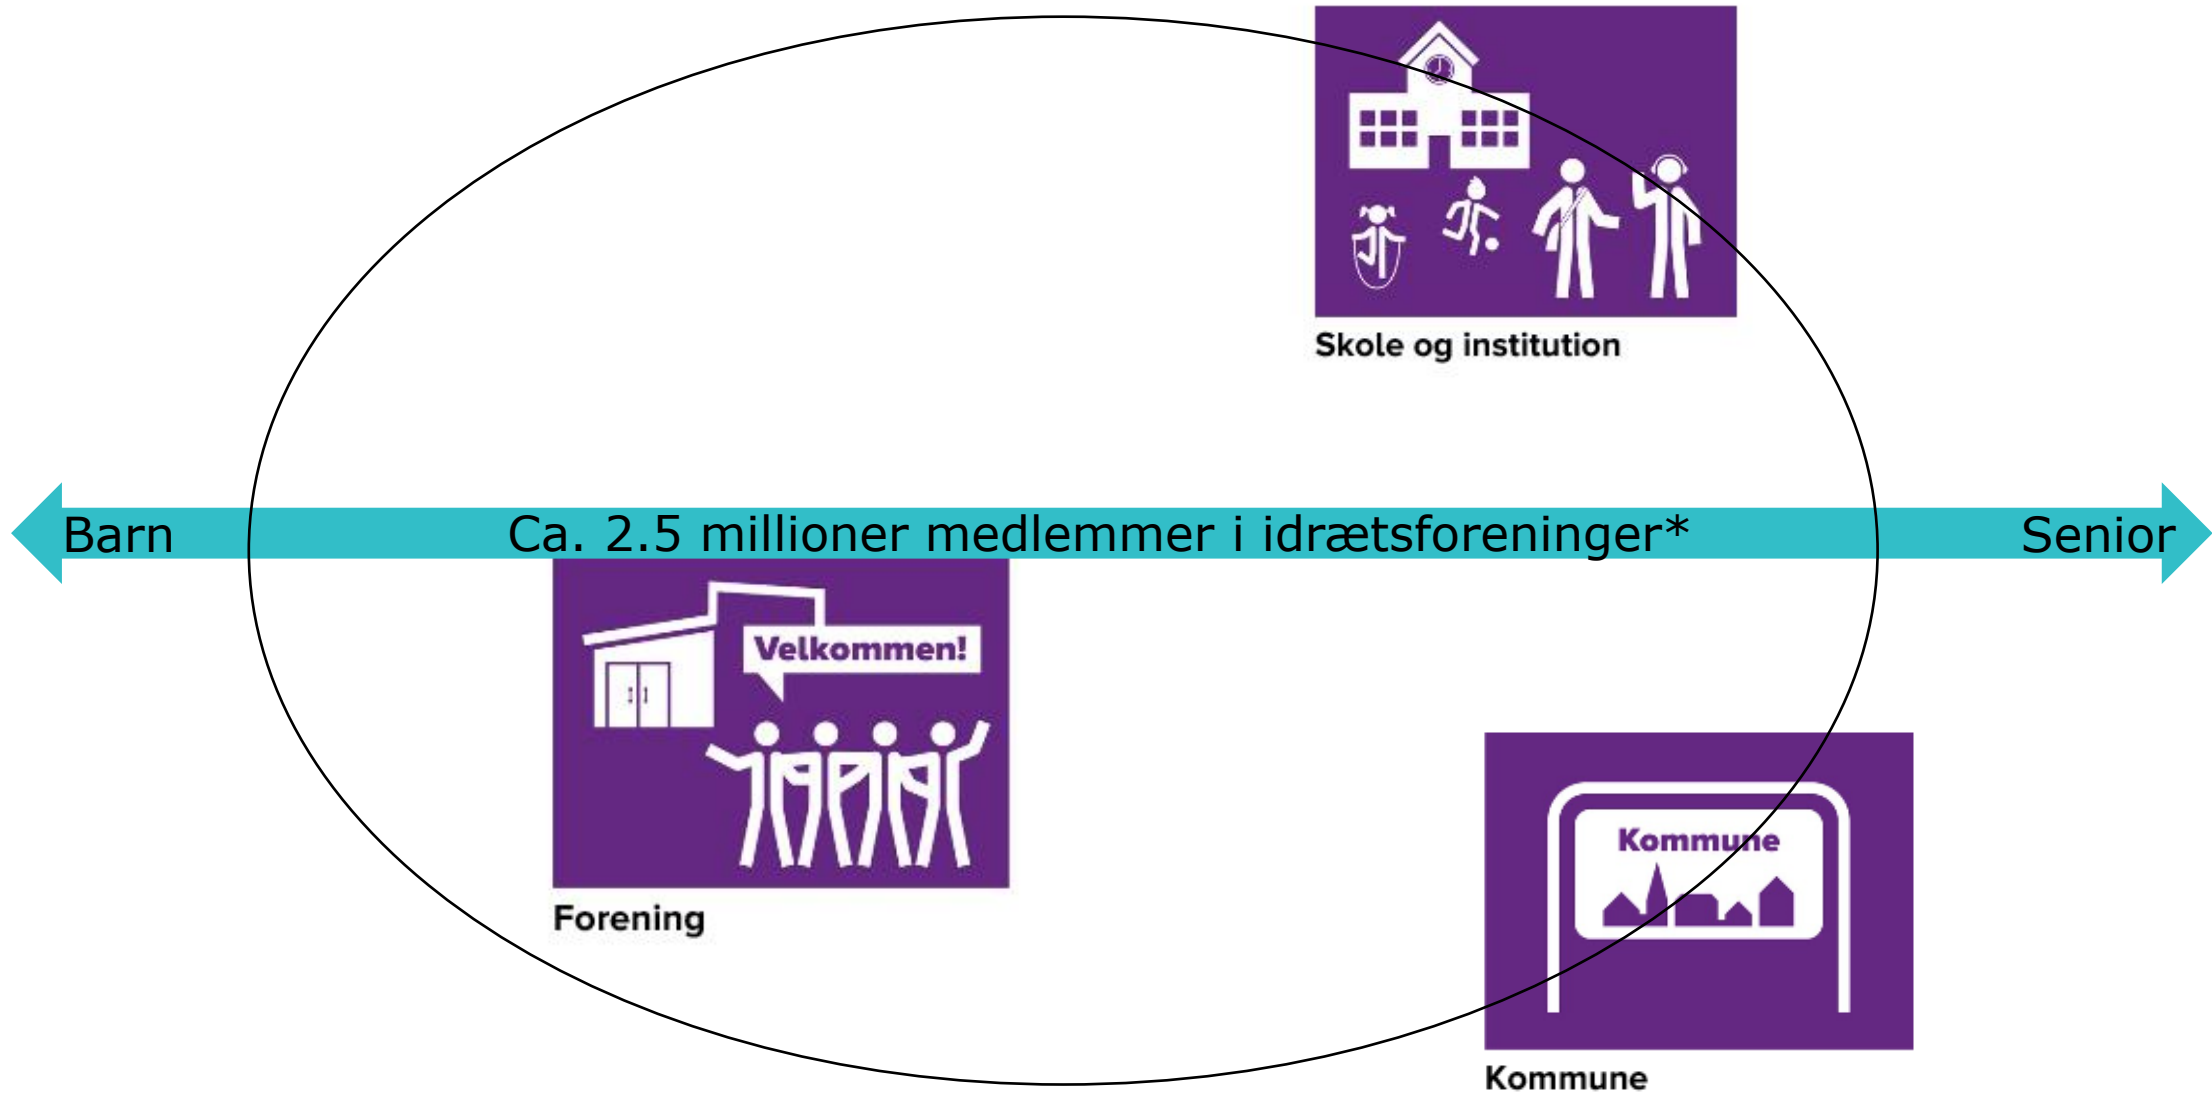 Skole og institution
Barn
Ca. 2.5 millioner medlemmer i idrætsforeninger*
Senior
Velkommen!
Forening
Kommune
Kommune